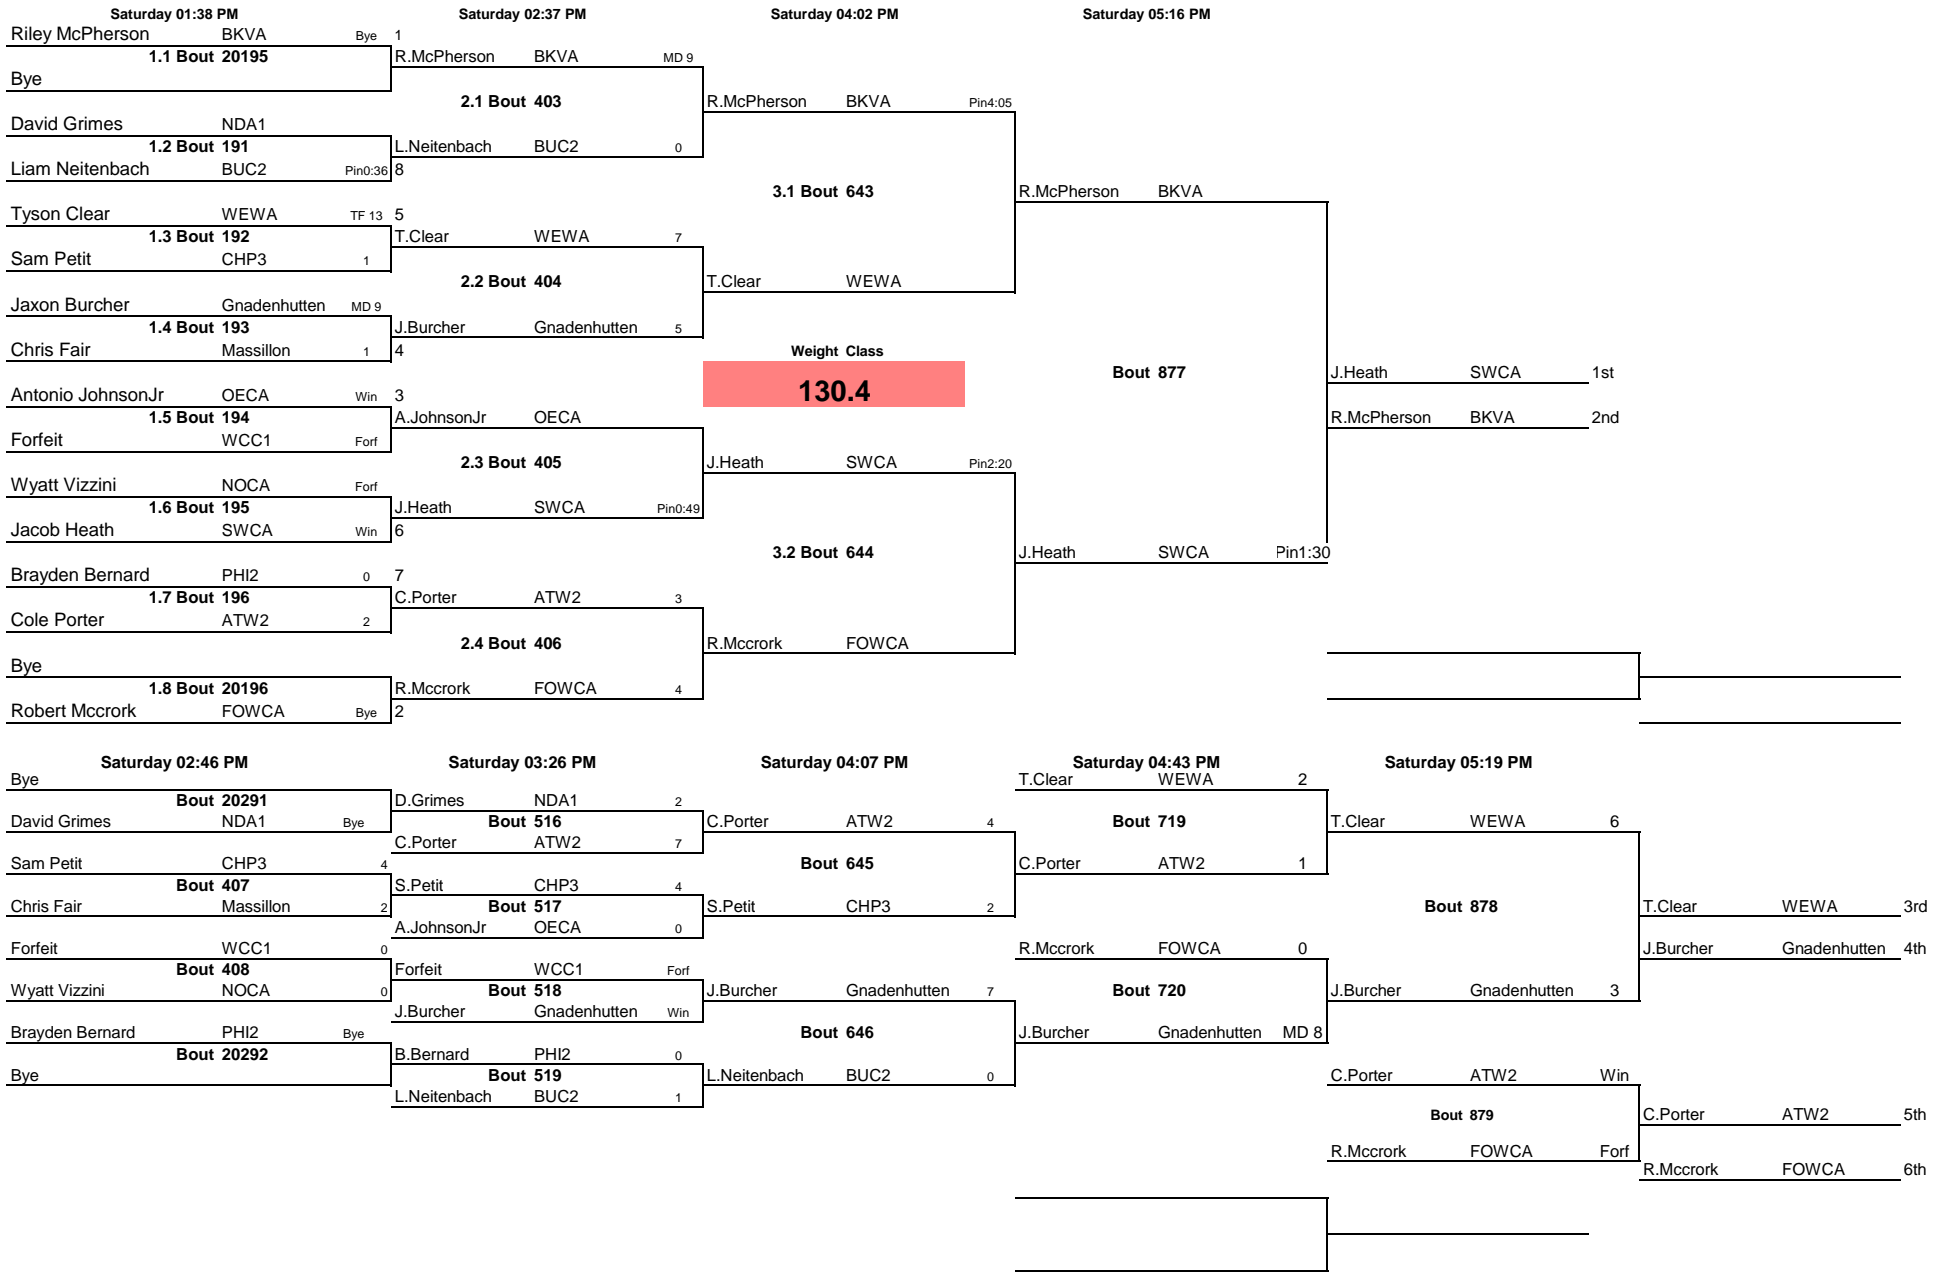 Saturday 01:38 PM Saturday 02:37 PM Saturday 04:02 PM Saturday 05:16 PM
Riley McPherson BKVA Bye 1
1.1 Bout 20195 R.McPherson BKVA MD 9
Bye
2.1 Bout 403 R.McPherson BKVA Pin4:05
David Grimes NDA1
1.2 Bout 191 L.Neitenbach BUC2 0
Liam Neitenbach BUC2 Pin0:36 8
3.1 Bout 643 R.McPherson BKVA
Tyson Clear WEWA TF 13 5
1.3 Bout 192 T.Clear WEWA 7
Sam Petit CHP3 1
2.2 Bout 404 T.Clear WEWA
Jaxon Burcher Gnadenhutten MD 9
1.4 Bout 193 J.Burcher Gnadenhutten 5
Chris Fair Massillon 1 4 Weight Class
Bout 877 J.Heath SWCA 1st
Antonio JohnsonJr OECA Win 3 130.4
1.5 Bout 194 A.JohnsonJr OECA R.McPherson BKVA 2nd
Forfeit WCC1 Forf
2.3 Bout 405 J.Heath SWCA Pin2:20
Wyatt Vizzini NOCA Forf
1.6 Bout 195 J.Heath SWCA Pin0:49
Jacob Heath SWCA Win 6
3.2 Bout 644 J.Heath SWCA Pin1:30
Brayden Bernard PHI2 0 7
1.7 Bout 196 C.Porter ATW2 3
Cole Porter ATW2 2
2.4 Bout 406 R.Mccrork FOWCA
Bye
1.8 Bout 20196 R.Mccrork FOWCA 4
Robert Mccrork FOWCA Bye 2
Saturday 02:46 PM Saturday 03:26 PM Saturday 04:07 PM Saturday 04:43 PM Saturday 05:19 PM
Bye T.Clear WEWA 2
Bout 20291 D.Grimes NDA1 2
David Grimes NDA1 Bye Bout 516 C.Porter ATW2 4 Bout 719 T.Clear WEWA 6
C.Porter ATW2 7
Sam Petit CHP3 4 Bout 645 C.Porter ATW2 1
Bout 407 S.Petit CHP3 4
Chris Fair Massillon 2 Bout 517 S.Petit CHP3 2 Bout 878 T.Clear WEWA 3rd
A.JohnsonJr OECA 0
Forfeit WCC1 0 R.Mccrork FOWCA 0 J.Burcher Gnadenhutten 4th
Bout 408 Forfeit WCC1 Forf
Wyatt Vizzini NOCA 0 Bout 518 J.Burcher Gnadenhutten 7 Bout 720 J.Burcher Gnadenhutten 3
J.Burcher Gnadenhutten Win
Brayden Bernard PHI2 Bye Bout 646 J.Burcher Gnadenhutten MD 8
Bout 20292 B.Bernard PHI2 0
Bye Bout 519 L.Neitenbach BUC2 0 C.Porter ATW2 Win
L.Neitenbach BUC2 1
Bout 879 C.Porter ATW2 5th
R.Mccrork FOWCA Forf
R.Mccrork FOWCA 6th